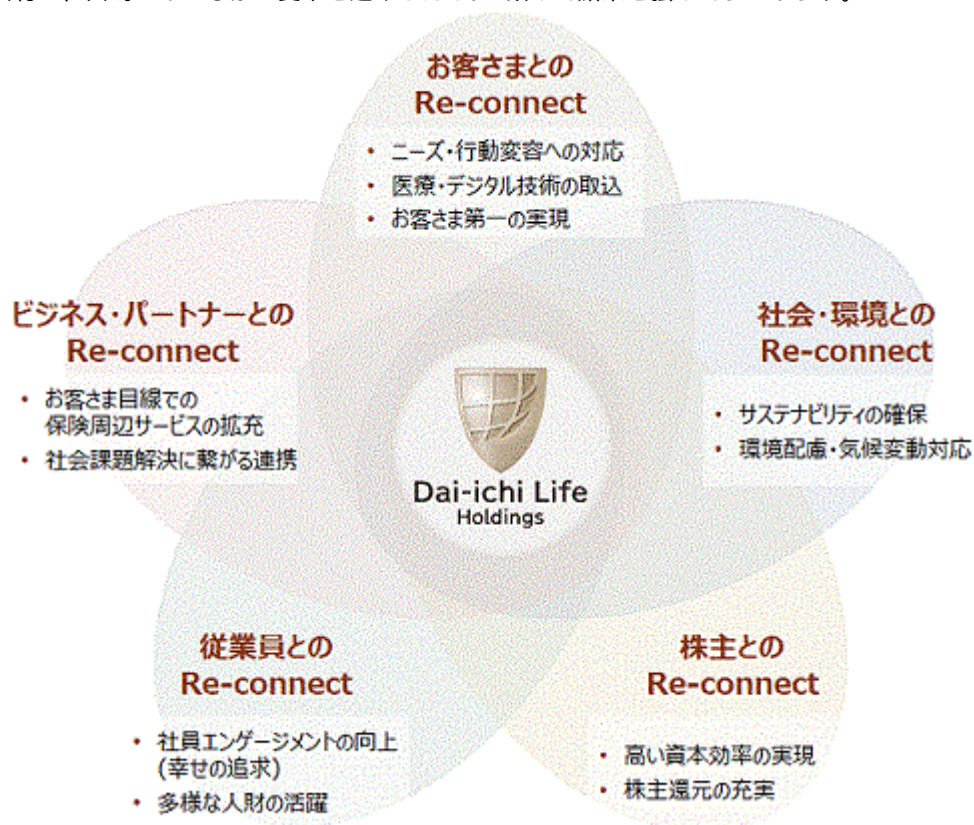 お客さまとの
Re-connect
・ニーズ・行動変容への対応
・医療・デジタル技術の取込
・お客さま第一の実現
ビジネス・パートナーとの
Re-connect
・お客さま目線での
保険周辺サービスの拡充
・社会課題解決に繋がる連携
社会・環境との
Re-connect
・サステナビリティの確保
・環境配慮・気候変動対応
Dai-ichi Life
Holdings
従業員との
Re-connect
・社員エンゲージメントの向上
(幸せの追求)
・多様な人財の活躍
株主との
Re-connect
・高い資本効率の実現
・株主還元の充実